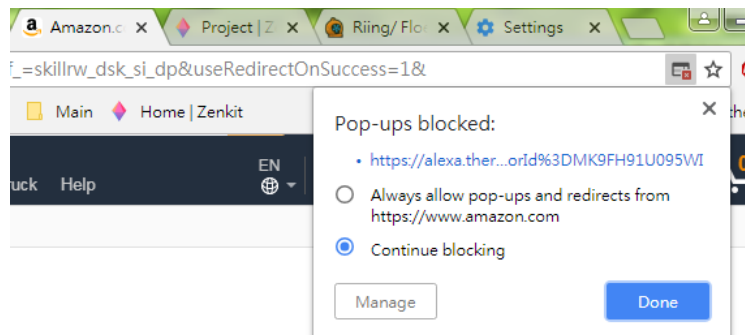 Amazon.c
Project | Z
Riing/ Flo
Settings
f_=skillrw_dsk_si_dp&useRedirectOnSuccess=1&
Main
Home | Zenkit
Pop-ups blocked:
https://alexa.ther...orId%3DMK9FH91U095WI
EN
uck
Help
Always allow pop-ups and redirects from
https://www.amazon.com
Continue blocking
Manage
Done